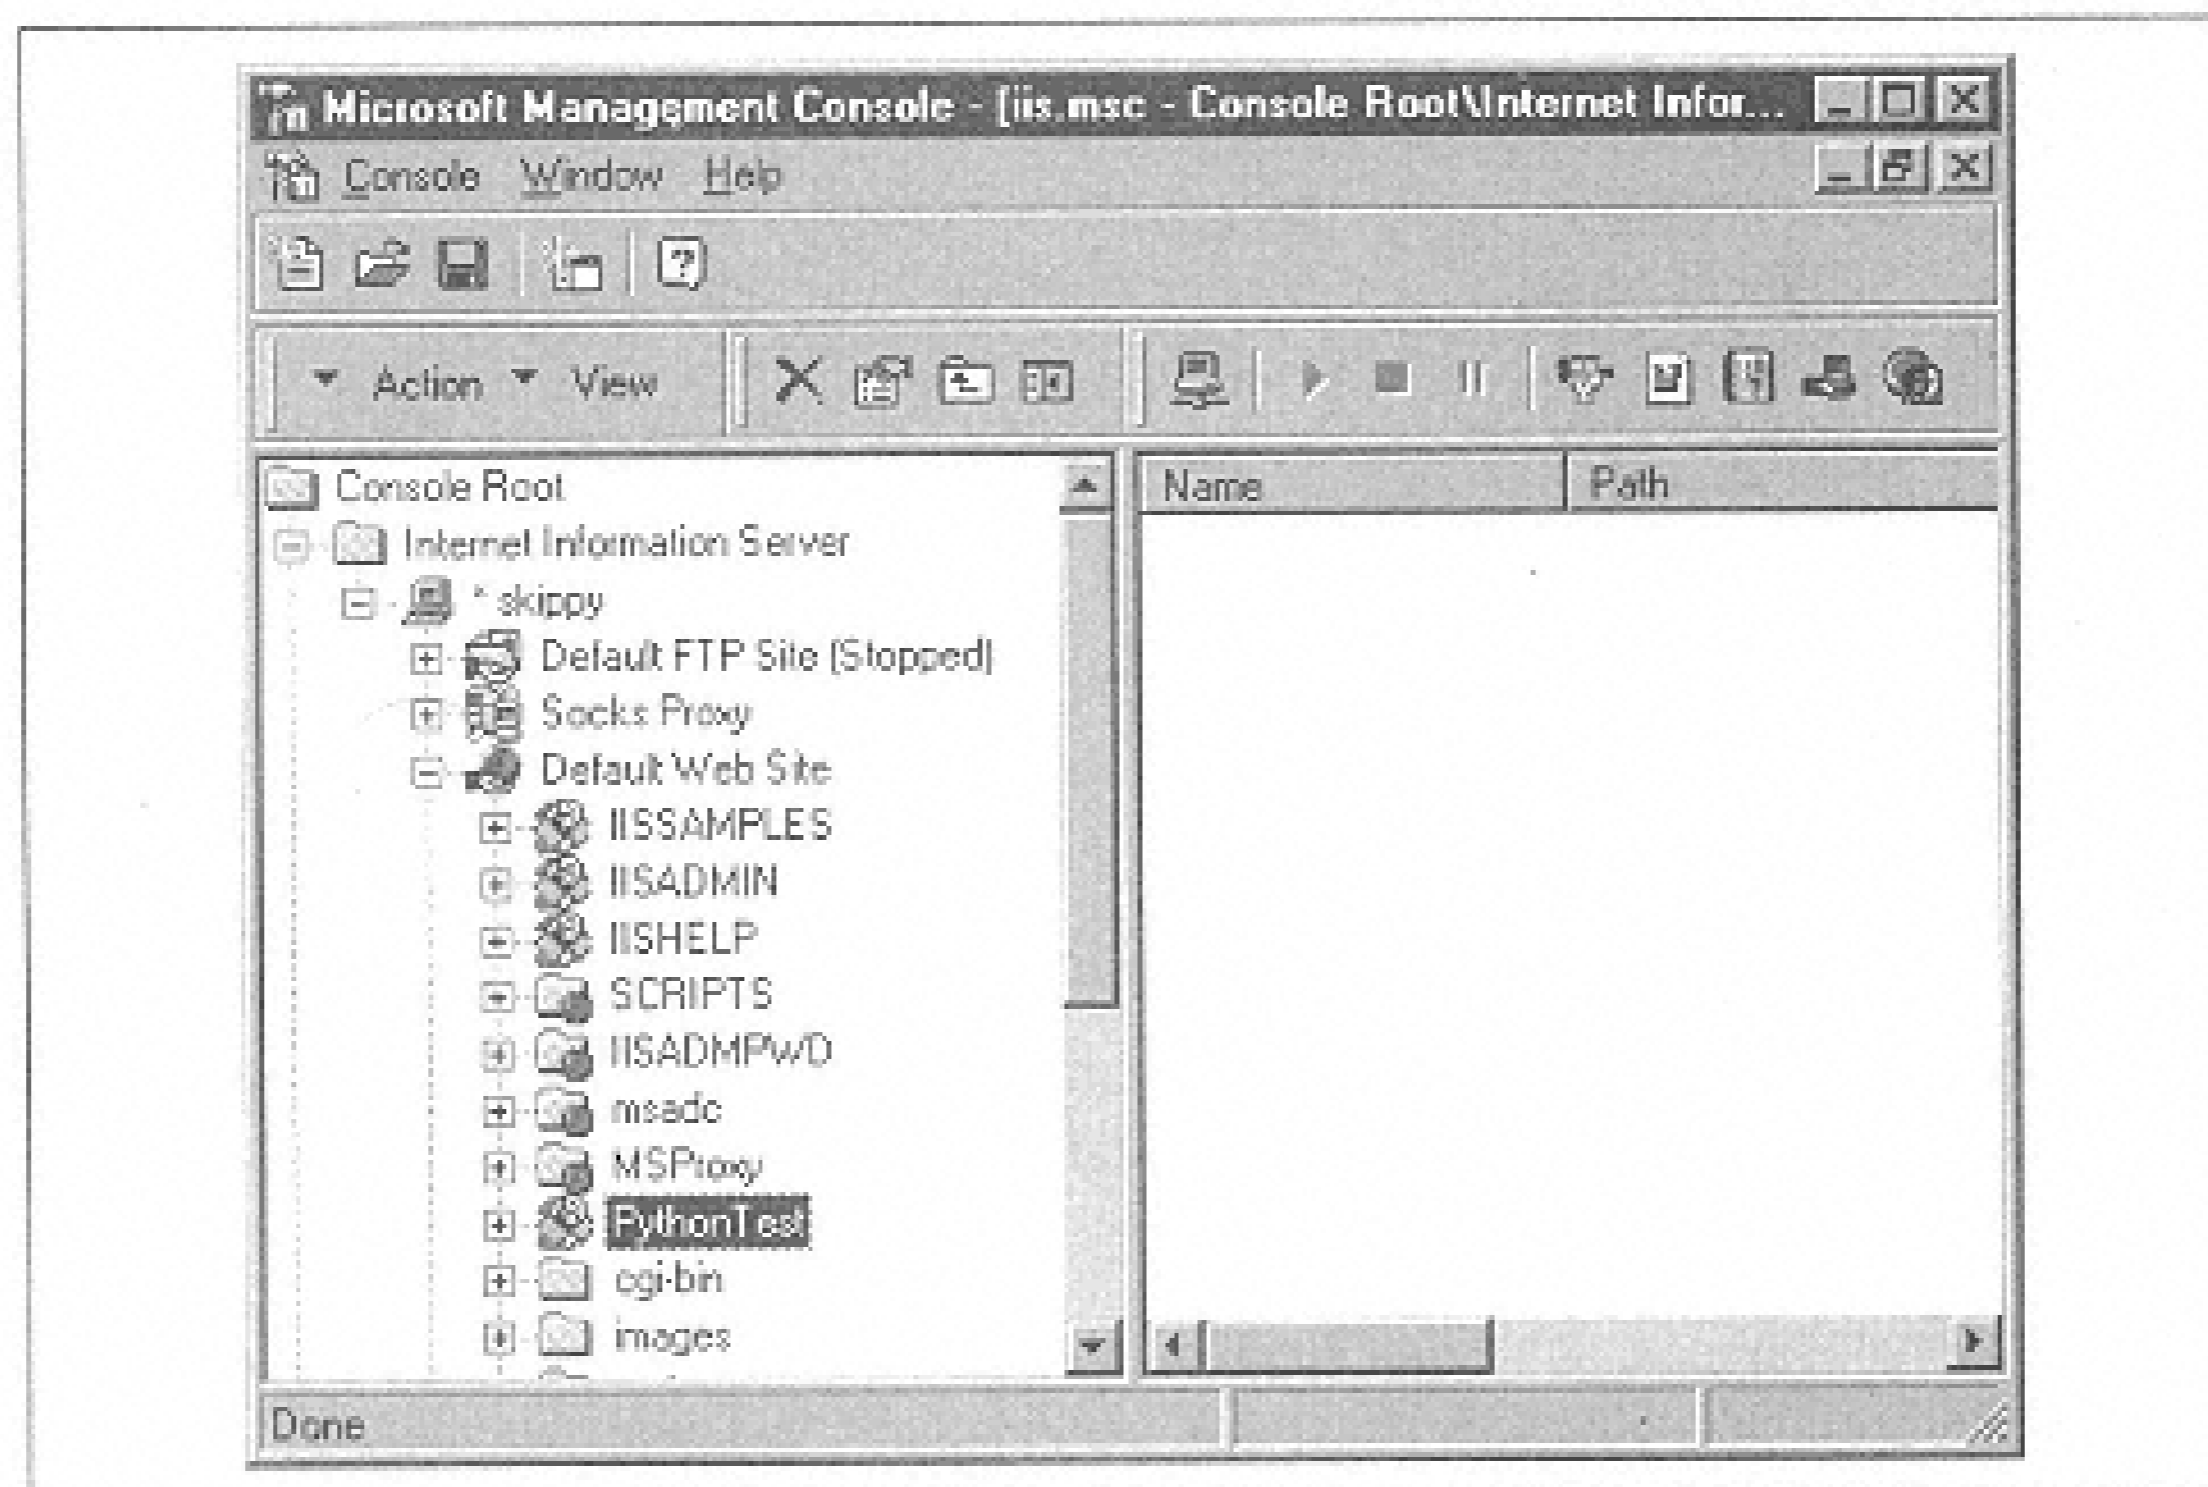 Microsoft Management Console - [iis.msc - Console Root\Internet Infor...
Console Window Help
Action View
Name Path
Console Root
Internet Information Server
* skippy
Default FTP Site (Stopped)
Socks Proxy
Default Web Site
IISSAMPLES
IISADMIN
IISHELP
SCRIPTS
IISADMPWD
msadc
MSProxy
PythonTest
cgi-bin
images
Done